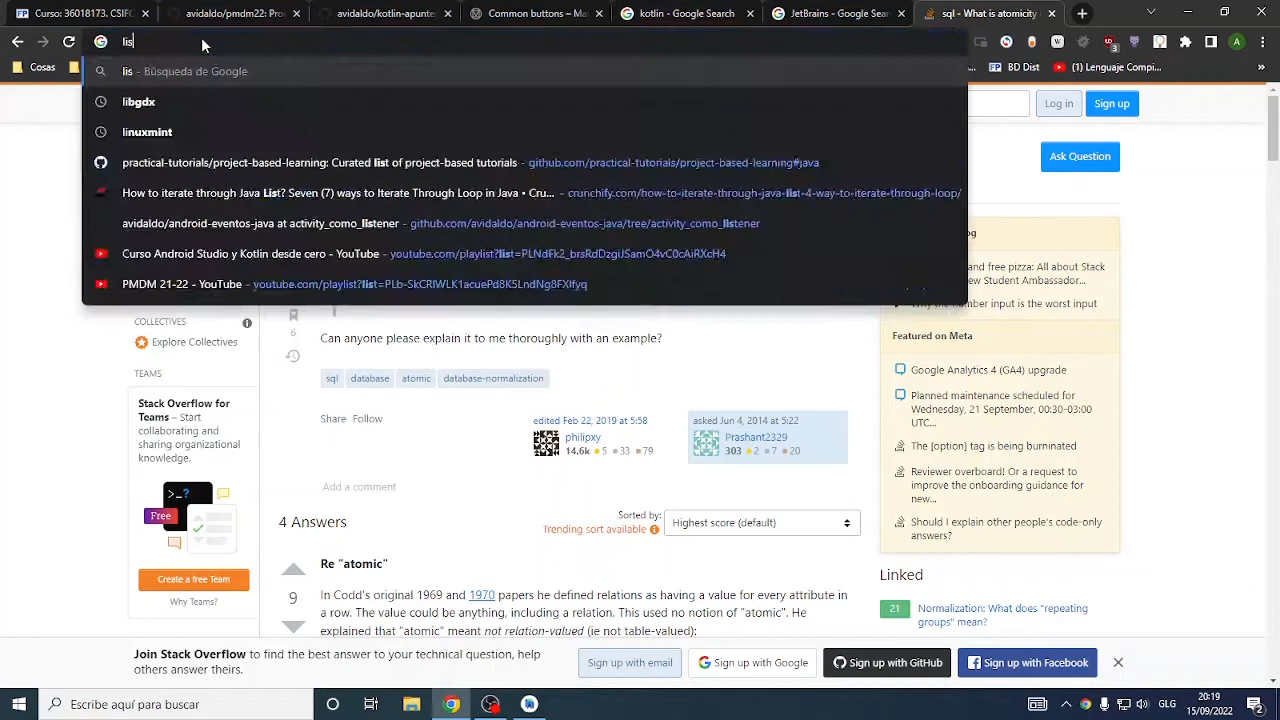 Curso: 30031. CSIFC
avidaldo/pmdm22: Pro
avidaldo/kotlin-apunte
Common buttons – Ma
kotlin - Google Search
JetBrains - Google Sear
sql - What is atomicity
lis
A
Cosas
BD Dist
(1) Lenguaje Compi...
»
lis - Búsqueda de Google
libgdx
linuxmint
practical-tutorials/project-based-learning: Curated list of project-based tutorials - github.com/practical-tutorials/project-based-learning#java
How to iterate through Java List? Seven (7) ways to Iterate Through Loop in Java • Cru... - crunchify.com/how-to-iterate-through-java-list-4-way-to-iterate-through-loop/
avidaldo/android-eventos-java at activity_como_listener - github.com/avidaldo/android-eventos-java/tree/activity_como_listener
Curso Android Studio y Kotlin desde cero - YouTube - youtube.com/playlist?list=PLNdFk2_brsRdDzgiJSamO4vC0cAiRXcH4
PMDM 21-22 - YouTube - youtube.com/playlist?list=PLb-SkCRIWLK1acuePd8K5LndNg8FXIfyq
Log in
Sign up
Ask Question
og
and free pizza: All about Stack
ew Student Ambassador...
Why the number input is the worst input
Featured on Meta
Google Analytics 4 (GA4) upgrade
Planned maintenance scheduled for
Wednesday, 21 September, 00:30-03:00
UTC...
The [option] tag is being burninated
Reviewer overboard! Or a request to
improve the onboarding guidance for
new...
Should I explain other people's code-only
answers?
Linked
21
Normalization: What does "repeating
groups" mean?
COLLECTIVES
Explore Collectives
TEAMS
Stack Overflow for
Teams – Start
collaborating and
sharing organizational
knowledge.
>_?
Free
Create a free Team
Why Teams?
6
Can anyone please explain it to me thoroughly with an example?
sql
database
atomic
database-normalization
Share Follow
edited Feb 22, 2019 at 5:58
philipxy
14.6k 5 33 79
asked Jun 4, 2014 at 5:22
Prashant2329
303 2 7 20
Add a comment
4 Answers
Sorted by:
Trending sort available
Highest score (default)
9
Re "atomic"
In Codd's original 1969 and 1970 papers he defined relations as having a value for every attribute in
a row. The value could be anything, including a relation. This used no notion of "atomic". He
explained that "atomic" meant not relation-valued (ie not table-valued):
Join Stack Overflow to find the best answer to your technical question, help
others answer theirs.
Sign up with email
Sign up with Google
Sign up with GitHub
Sign up with Facebook
Escribe aquí para buscar
GLG
20:19
15/09/2022
2